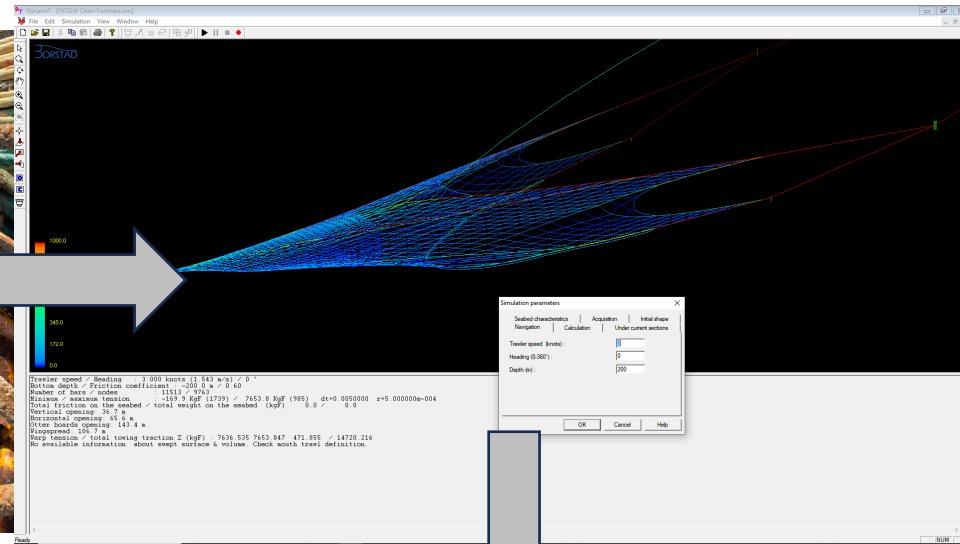 DynamiT - [P672LW Chain Footrope.sim]
File Edit Simulation View Window Help
BORSTAD
1000.0
345.0
172.0
0.0
Simulation parameters
Seabed characteristics Acquisition Initial shape
Navigation Calculation Under current sections
Trawler speed (knots) :
Heading (0-360°) : 0
Depth (m) : 200
OK Cancel Help
Trawler speed / Heading : 3.000 knots (1.543 m/s) / 0 °
Bottom depth / Friction coefficient : -200.0 m / 0.60
Number of bars / nodes : 11513 / 9763
Minimum / maximum tension : -169.9 KgF (1739) / 7653.8 KgF (985) dt=0.0050000 r=5.000000e-004
Total friction on the seabed / total weight on the seabed (kgF) 0.0 / 0.0
Vertical opening: 36.7 m
Horizontal opening: 65.6 m
Otter boards opening: 143.4 m
Wingspread: 106.7 m
Warp tension / total towing traction Z (kgF) : 7636.535 7653.847 471.855 / 14720.216
No available information about swept surface & volume. Check mouth trawl definition.
Ready
NUM